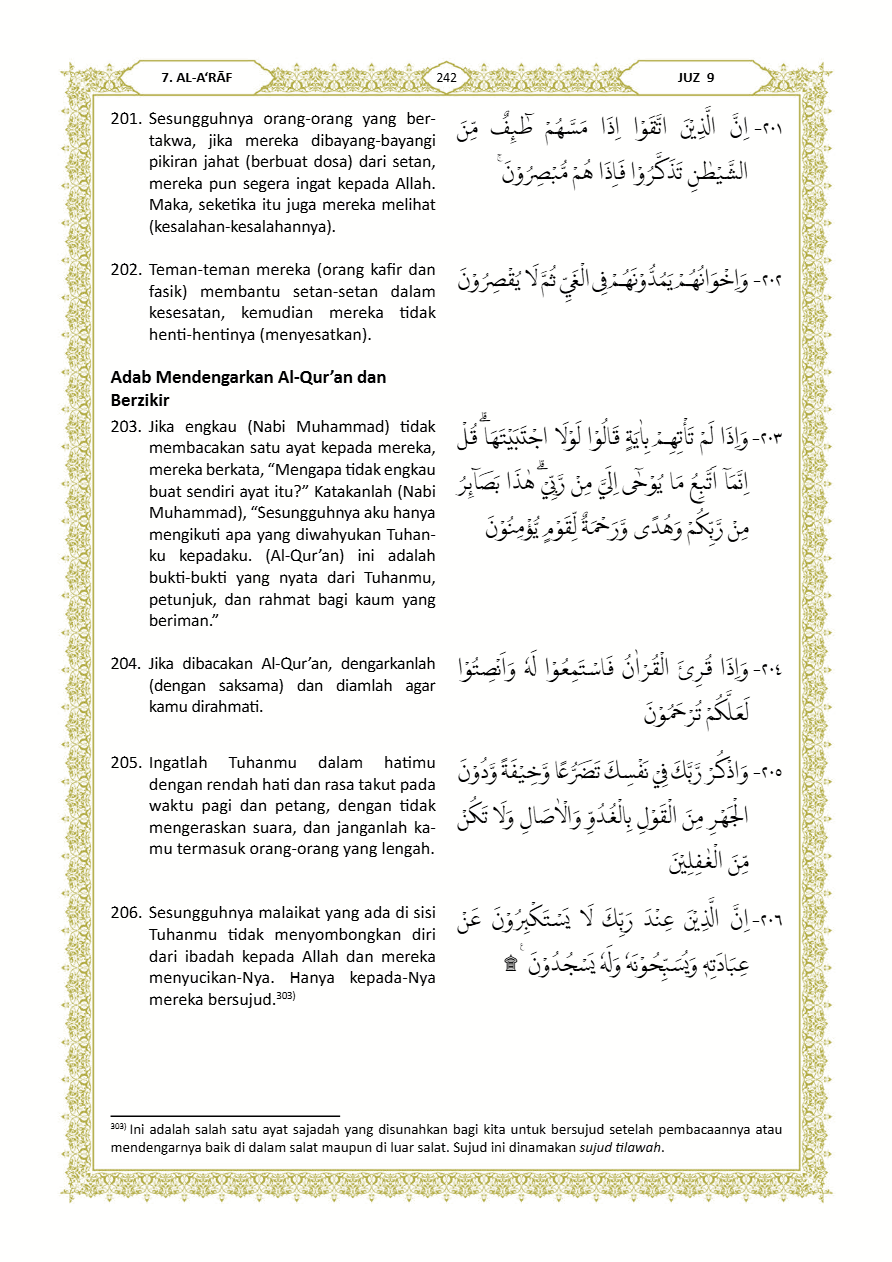 7. AL-A‘RĀF
242
JUZ 9
201. Sesungguhnya orang-orang yang ber-
takwa, jika mereka dibayang-bayangi
pikiran jahat (berbuat dosa) dari setan,
mereka pun segera ingat kepada Allah.
Maka, seketika itu juga mereka melihat
(kesalahan-kesalahannya).
٢٠١- اِنَّ الَّذِيْنَ اتَّقَوْا اِذَا مَسَّهُمْ طٰۤىِٕفٌ مِّنَ
الشَّيْطٰنِ تَذَكَّرُوْا فَاِذَا هُمْ مُّبْصِرُوْنَۚ
202. Teman-teman mereka (orang kafir dan
fasik) membantu setan-setan dalam
kesesatan, kemudian mereka tidak
henti-hentinya (menyesatkan).
٢٠٢- وَاِخْوَانُهُمْ يَمُدُّوْنَهُمْ فِى الْغَيِّ ثُمَّ لَا يُقْصِرُوْنَ
Adab Mendengarkan Al-Qur’an dan
Berzikir
203. Jika engkau (Nabi Muhammad) tidak
membacakan satu ayat kepada mereka,
mereka berkata, “Mengapa tidak engkau
buat sendiri ayat itu?” Katakanlah (Nabi
Muhammad), “Sesungguhnya aku hanya
mengikuti apa yang diwahyukan Tuhan-
ku kepadaku. (Al-Qur’an) ini adalah
bukti-bukti yang nyata dari Tuhanmu,
petunjuk, dan rahmat bagi kaum yang
beriman.”
٢٠٣- وَاِذَا لَمْ تَأْتِهِمْ بِاٰيَةٍ قَالُوْا لَوْلَا اجْتَبَيْتَهَاۗ قُلْ
اِنَّمَآ اَتَّبِعُ مَا يُوْحٰٓى اِلَيَّ مِنْ رَّبِّيْۗ هٰذَا بَصَاۤىِٕرُ
مِنْ رَّبِّكُمْ وَهُدًى وَّرَحْمَةٌ لِّقَوْمٍ يُّؤْمِنُوْنَ
204. Jika dibacakan Al-Qur’an, dengarkanlah
(dengan saksama) dan diamlah agar
kamu dirahmati.
٢٠٤- وَاِذَا قُرِئَ الْقُرْاٰنُ فَاسْتَمِعُوْا لَهٗ وَاَنْصِتُوْا
لَعَلَّكُمْ تُرْحَمُوْنَ
205. Ingatlah Tuhanmu dalam hatimu
dengan rendah hati dan rasa takut pada
waktu pagi dan petang, dengan tidak
mengeraskan suara, dan janganlah ka-
mu termasuk orang-orang yang lengah.
٢٠٥- وَاذْكُرْ رَّبَّكَ فِيْ نَفْسِكَ تَضَرُّعًا وَّخِيْفَةً وَّدُوْنَ
الْجَهْرِ مِنَ الْقَوْلِ بِالْغُدُوِّ وَالْاٰصَالِ وَلَا تَكُنْ
مِّنَ الْغٰفِلِيْنَ
206. Sesungguhnya malaikat yang ada di sisi
Tuhanmu tidak menyombongkan diri
dari ibadah kepada Allah dan mereka
menyucikan-Nya. Hanya kepada-Nya
mereka bersujud.³⁰³⁾
٢٠٦- اِنَّ الَّذِيْنَ عِنْدَ رَبِّكَ لَا يَسْتَكْبِرُوْنَ عَنْ
عِبَادَتِهٖ وَيُسَبِّحُوْنَهٗ وَلَهٗ يَسْجُدُوْنَ ۚ ۩
³⁰³⁾ Ini adalah salah satu ayat sajadah yang disunahkan bagi kita untuk bersujud setelah pembacaannya atau
mendengarnya baik di dalam salat maupun di luar salat. Sujud ini dinamakan sujud tilawah.